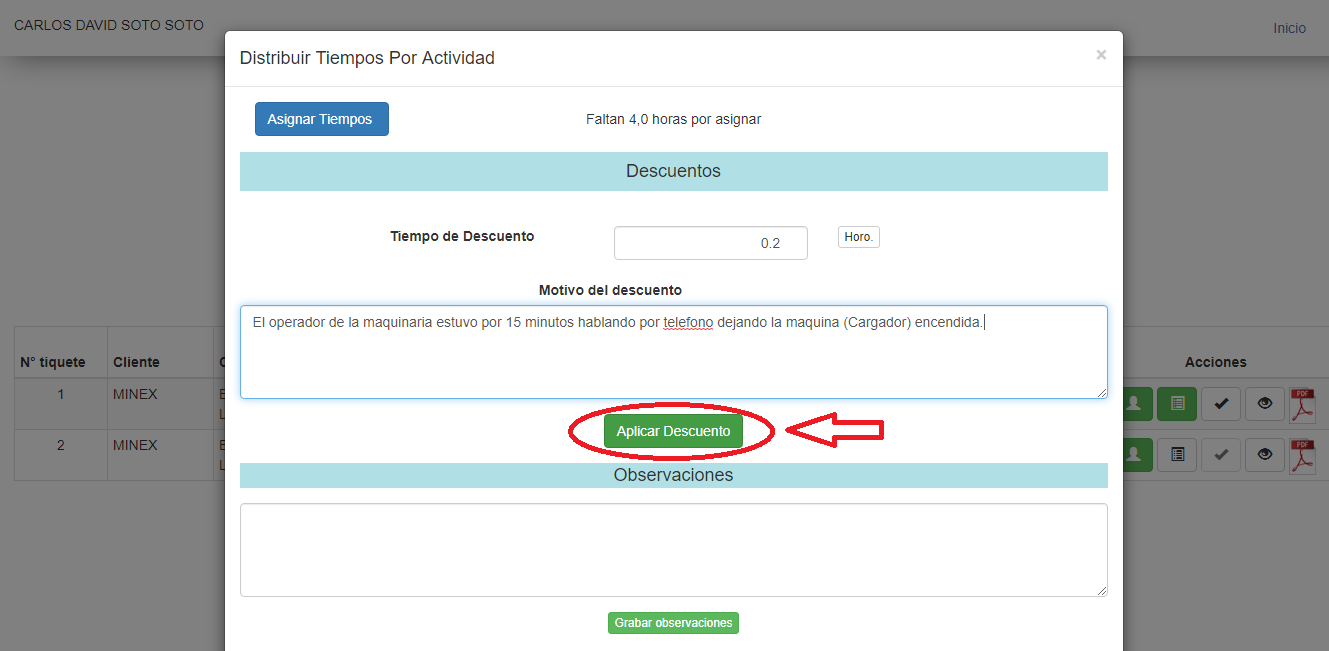 CARLOS DAVID SOTO SOTO
Inicio
Distribuir Tiempos Por Actividad
×
Asignar Tiempos
Faltan 4,0 horas por asignar
Descuentos
Tiempo de Descuento
0.2
Horo.
Motivo del descuento
El operador de la maquinaria estuvo por 15 minutos hablando por telefono dejando la maquina (Cargador) encendida.
Aplicar Descuento
Observaciones
Grabar observaciones
N° tiquete
Cliente
Acciones
1
MINEX
PDF
2
MINEX
PDF